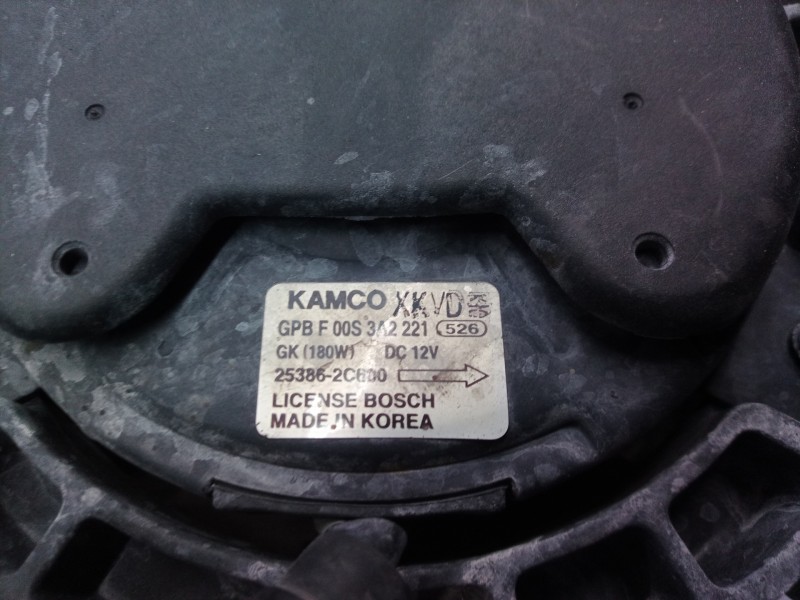 KAMCO XKVD
GPB F 00S 3A2 221 526
GK (180W) DC 12V
25386-2C600
LICENSE BOSCH
MADE IN KOREA